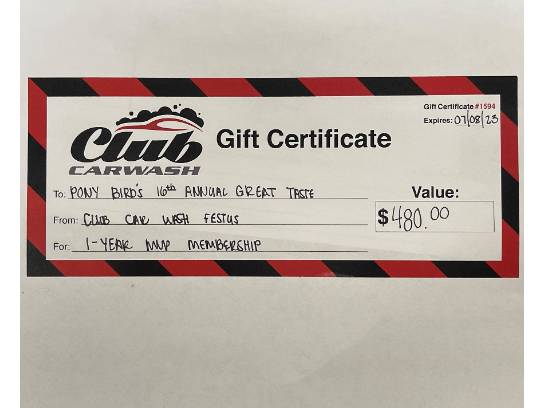 Gift Certificate #1594
Expires: 07/08/23
Club
CARWASH
Gift Certificate
To: PONY BIRD'S 16th ANNUAL GREAT TASTE
Value:
From: CLUB CAR WASH FESTUS
$480.00
For: 1-YEAR MVP MEMBERSHIP